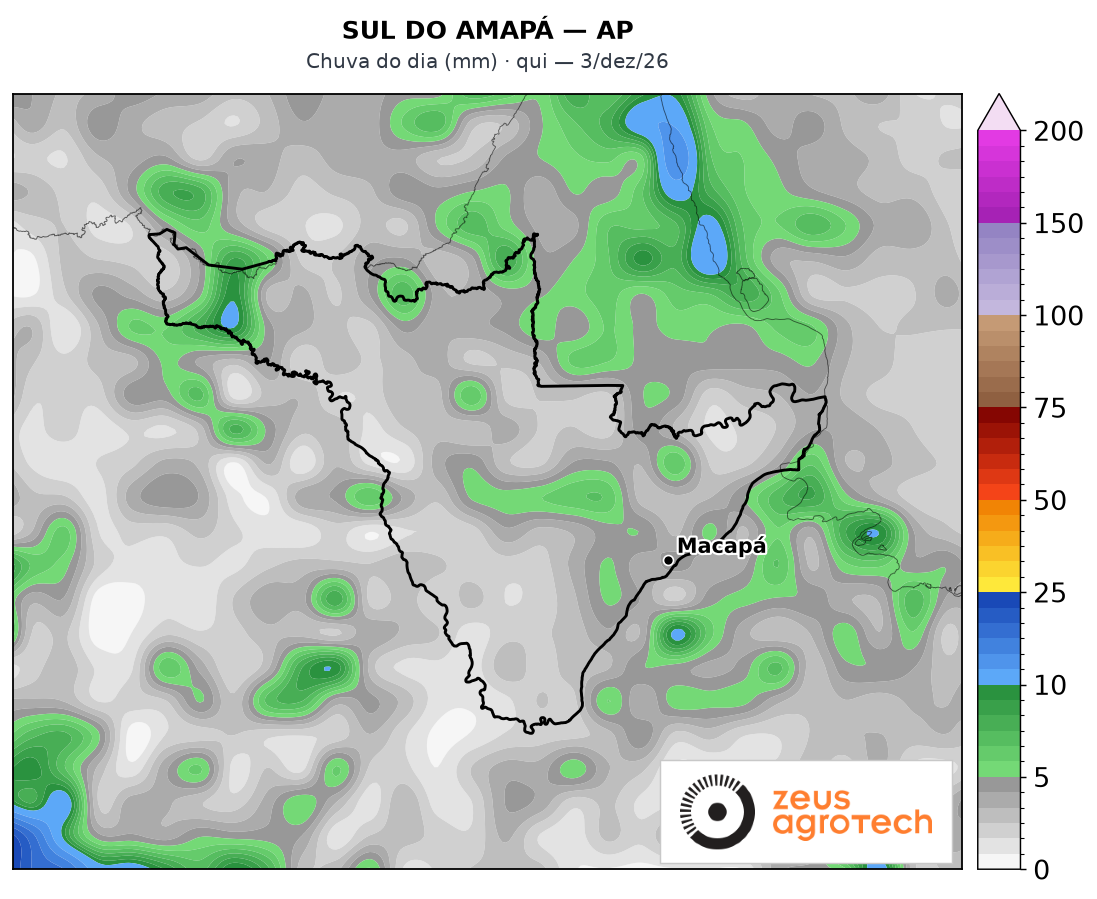 SUL DO AMAPÁ — AP
Chuva do dia (mm) · qui — 3/dez/26
200
150
100
75
50
25
10
5
0
Macapá
zeus
agrotech